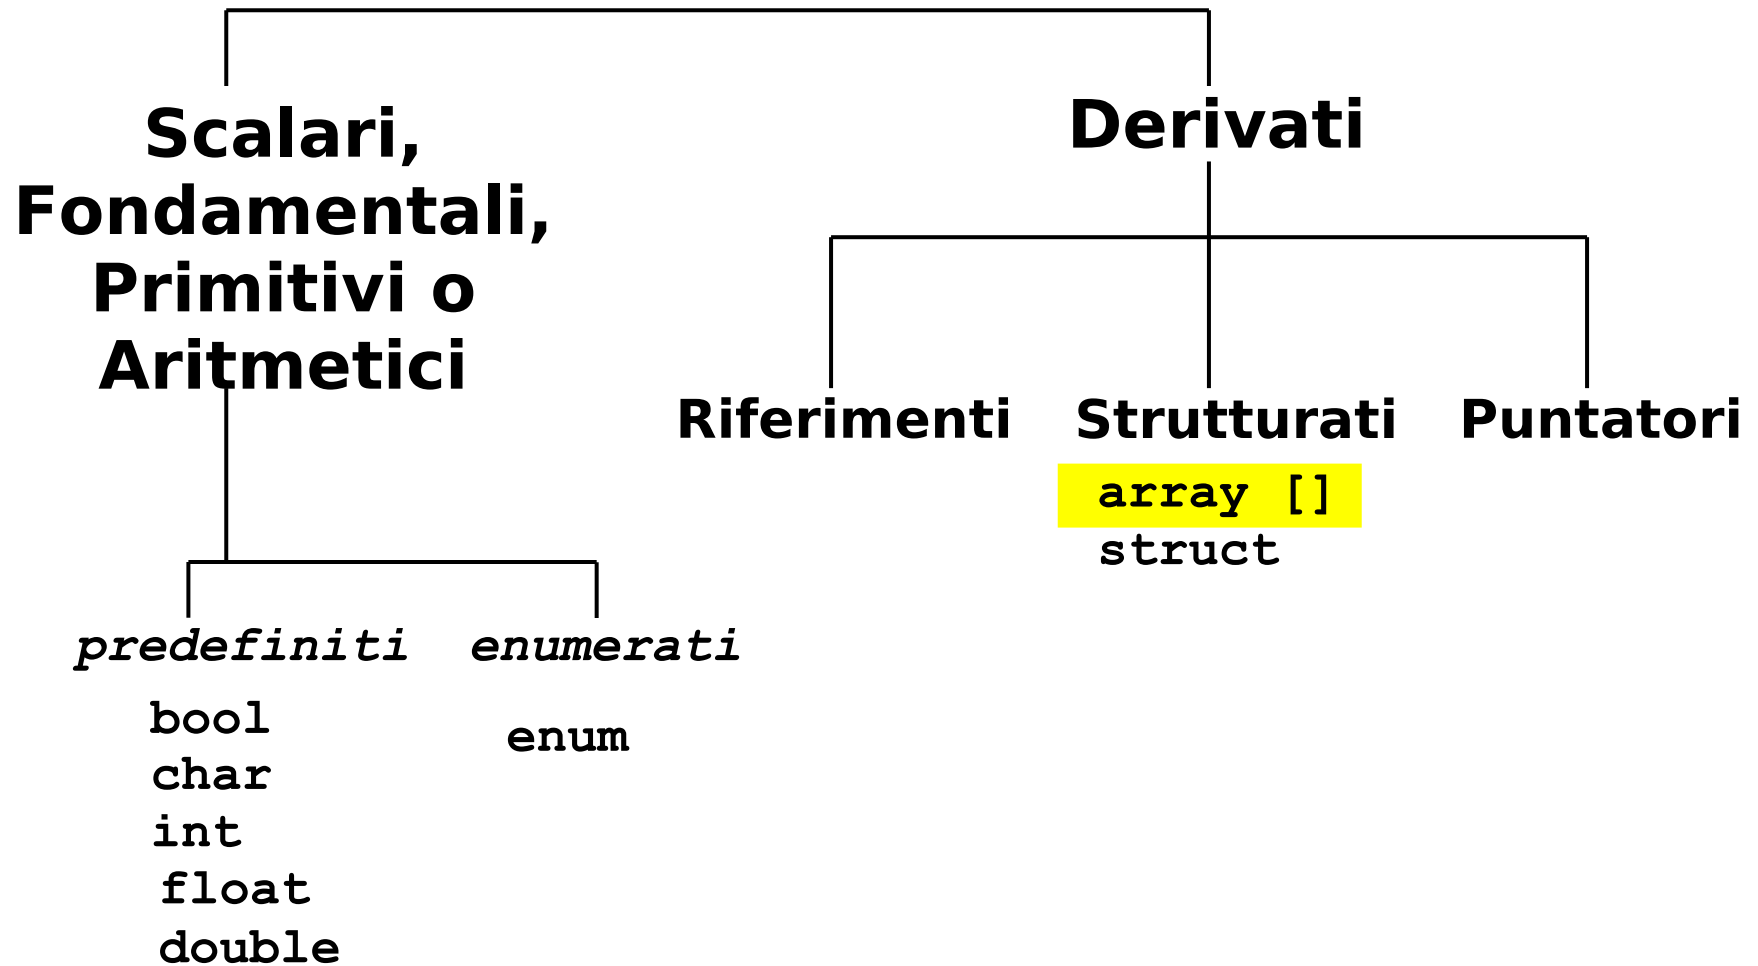 Scalari,
Fondamentali,
Primitivi o
Aritmetici
Derivati
Riferimenti
Strutturati
Puntatori
array []
struct
predefiniti
enumerati
bool
char
int
float
double
enum